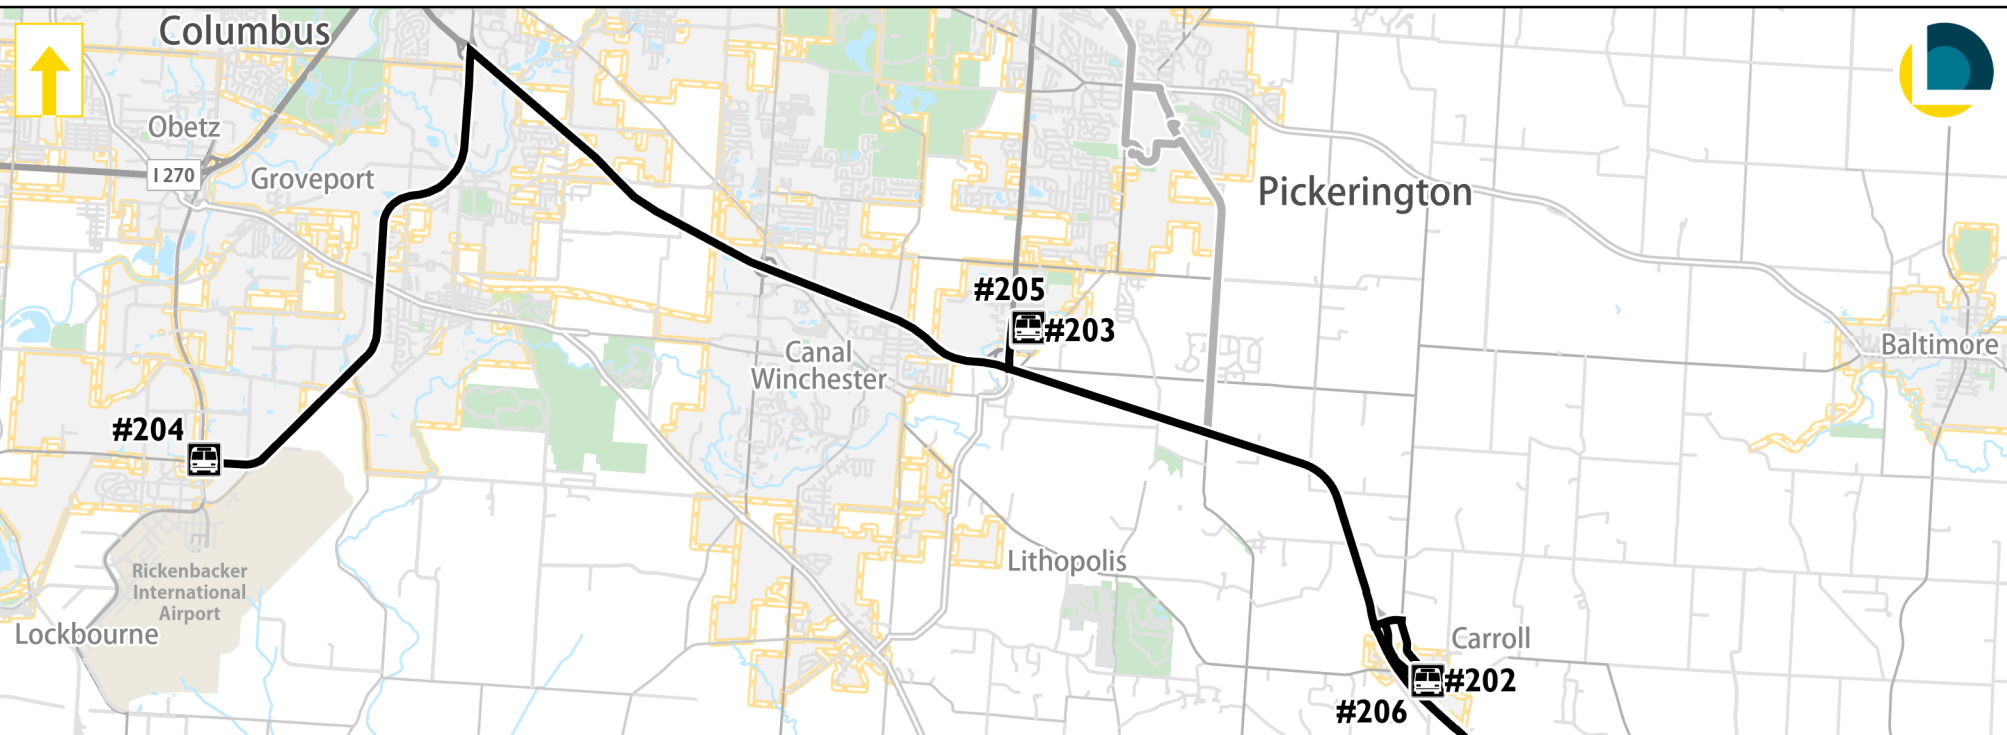 Columbus
Obetz
I 270
Groveport
Pickerington
#205
#203
Baltimore
Canal
Winchester
#204
Lithopolis
Rickenbacker
International
Airport
Lockbourne
Carroll
#202
#206